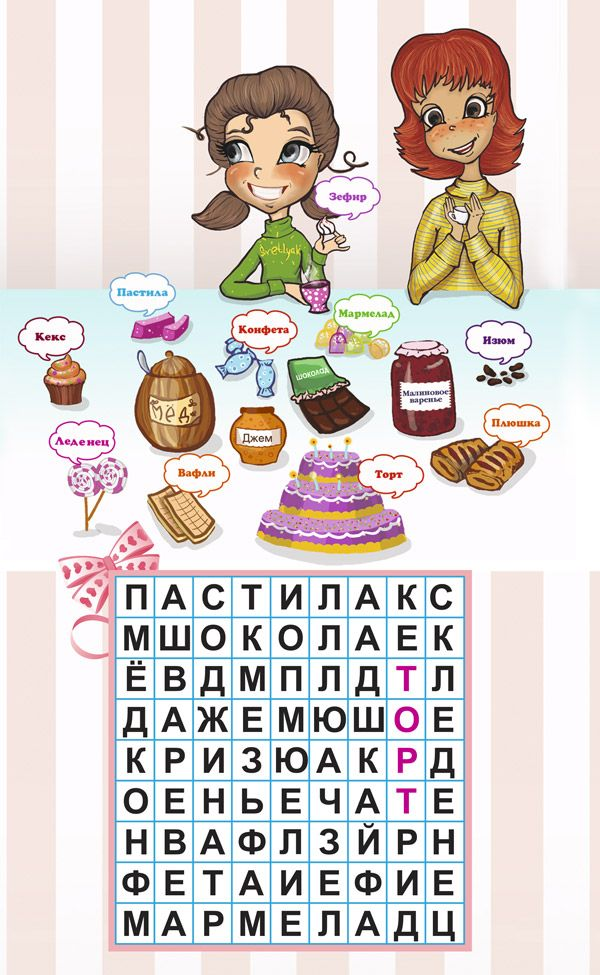 Зефир
Svetlyak
Пастила
Кекс
Конфета
Мармелад
Изюм
шоколад
Мёд
Джем
Малиновое
варенье
Плюшка
Леденец
Вафли
Торт
ПАСТИЛАКС
МШОКОЛАЕК
ЁВДМПЛДТЛ
ДАЖЕМЮШОЕ
КРИЗЮАКРД
ОЕНЬЕЧАТЕ
НВАФЛЗЙРН
ФЕТАИЕФИЕ
МАРМЕЛАДЦ